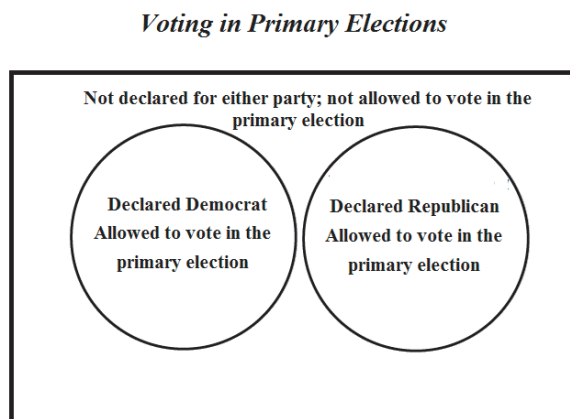 Voting in Primary Elections
Not declared for either party; not allowed to vote in the
primary election
Declared Democrat
Allowed to vote in the
primary election
Declared Republican
Allowed to vote in the
primary election